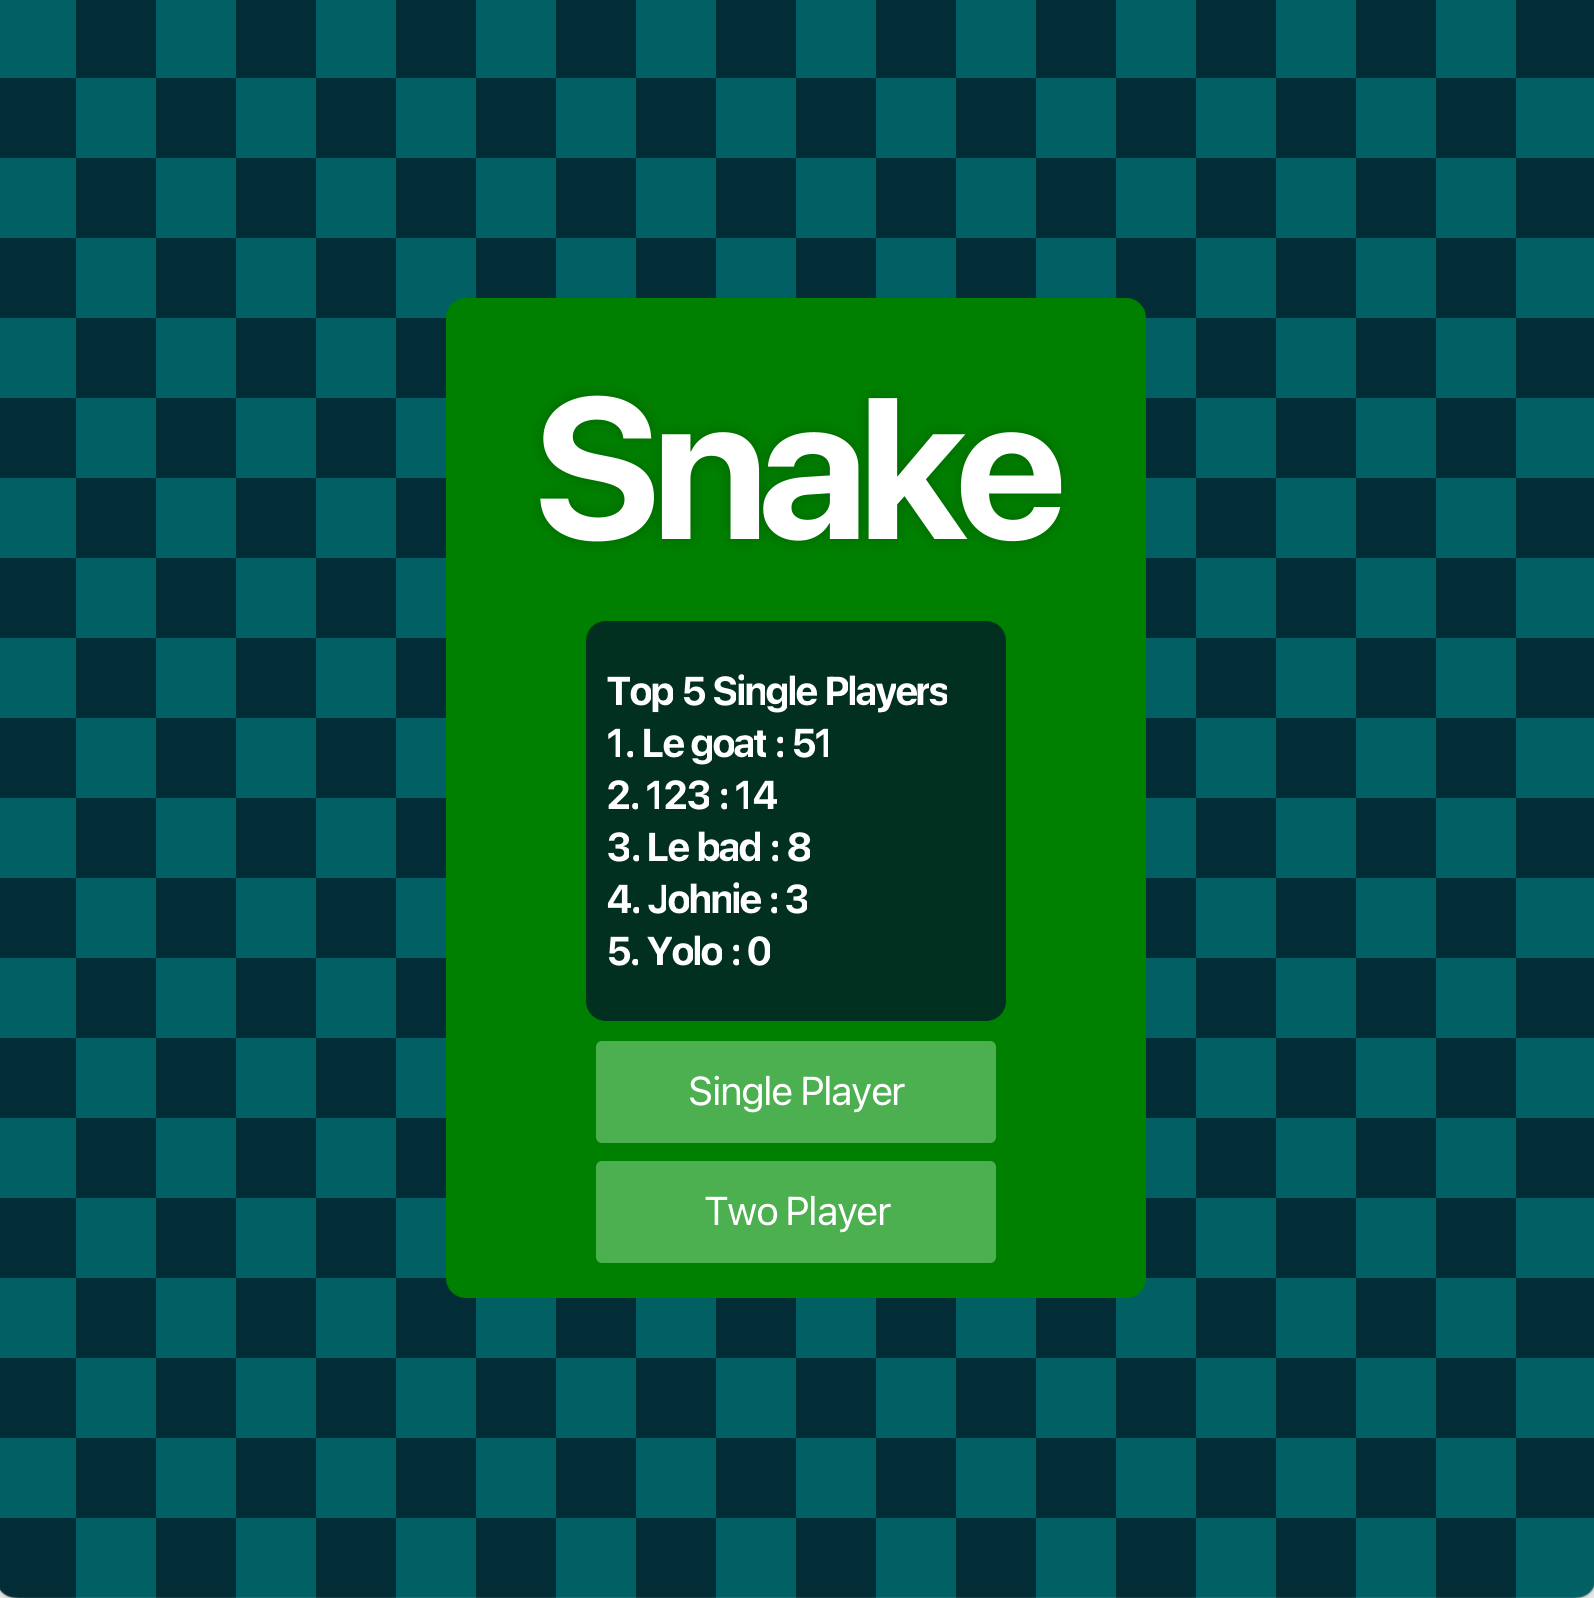 Snake
Top 5 Single Players
1. Le goat : 51
2. 123 : 14
3. Le bad : 8
4. Johnie : 3
5. Yolo : 0
Single Player
Two Player